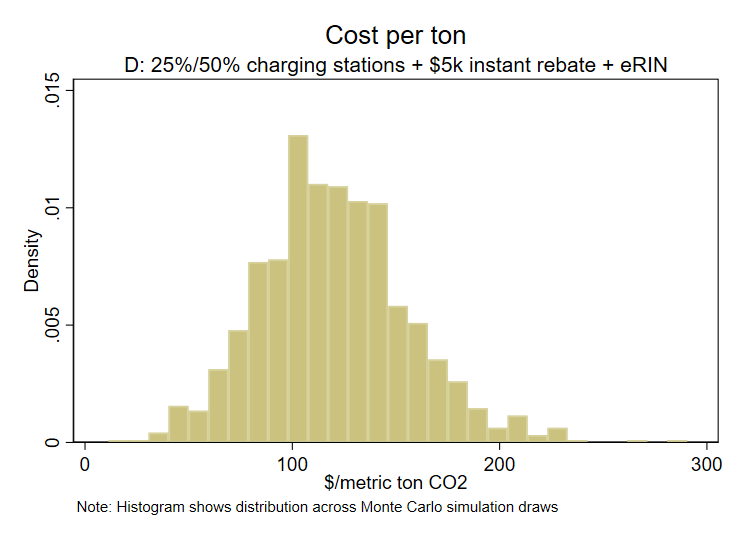 Cost per ton
D: 25%/50% charging stations + $5k instant rebate + eRIN
.015
.01
.005
0
Density
0 100 200 300
$/metric ton CO2
Note: Histogram shows distribution across Monte Carlo simulation draws